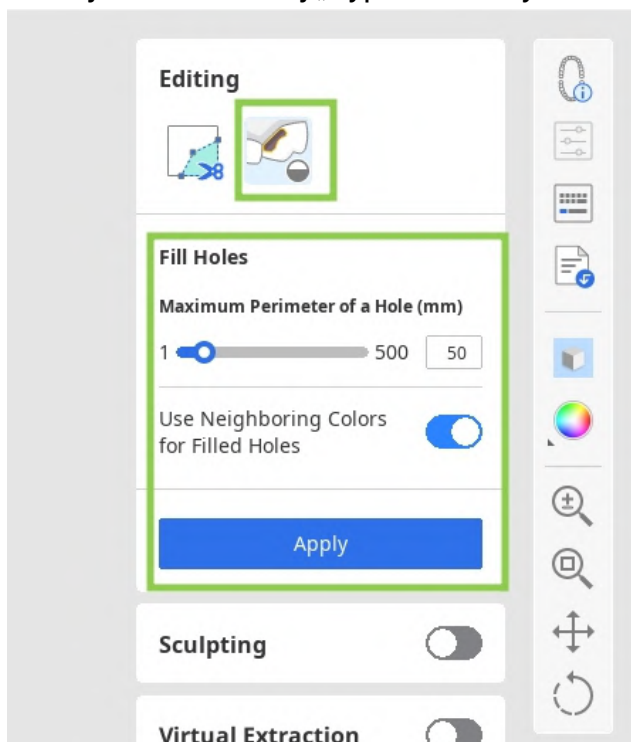 Editing
Fill Holes
Maximum Perimeter of a Hole (mm)
1 500 50
Use Neighboring Colors
for Filled Holes
Apply
Sculpting
Virtual Extraction